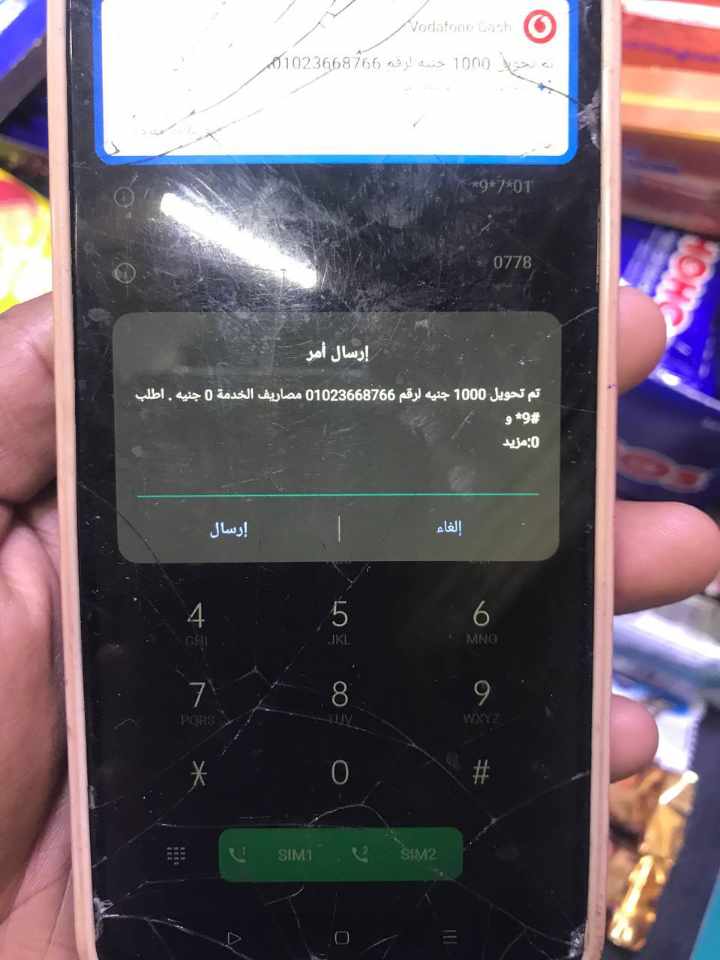 Vodafone Cash
تم تحويل 1000 جنيه لرقم 01023668766
*9*7*01
0778
إرسال أمر
تم تحويل 1000 جنيه لرقم 01023668766 مصاريف الخدمة 0 جنيه . اطلب
#9* و
0:مزيد
إرسال | إلغاء
4 5 6
GHI JKL MNO
7 8 9
PQRS TUV WXYZ
* 0 #
1 SIM1 2 SIM2